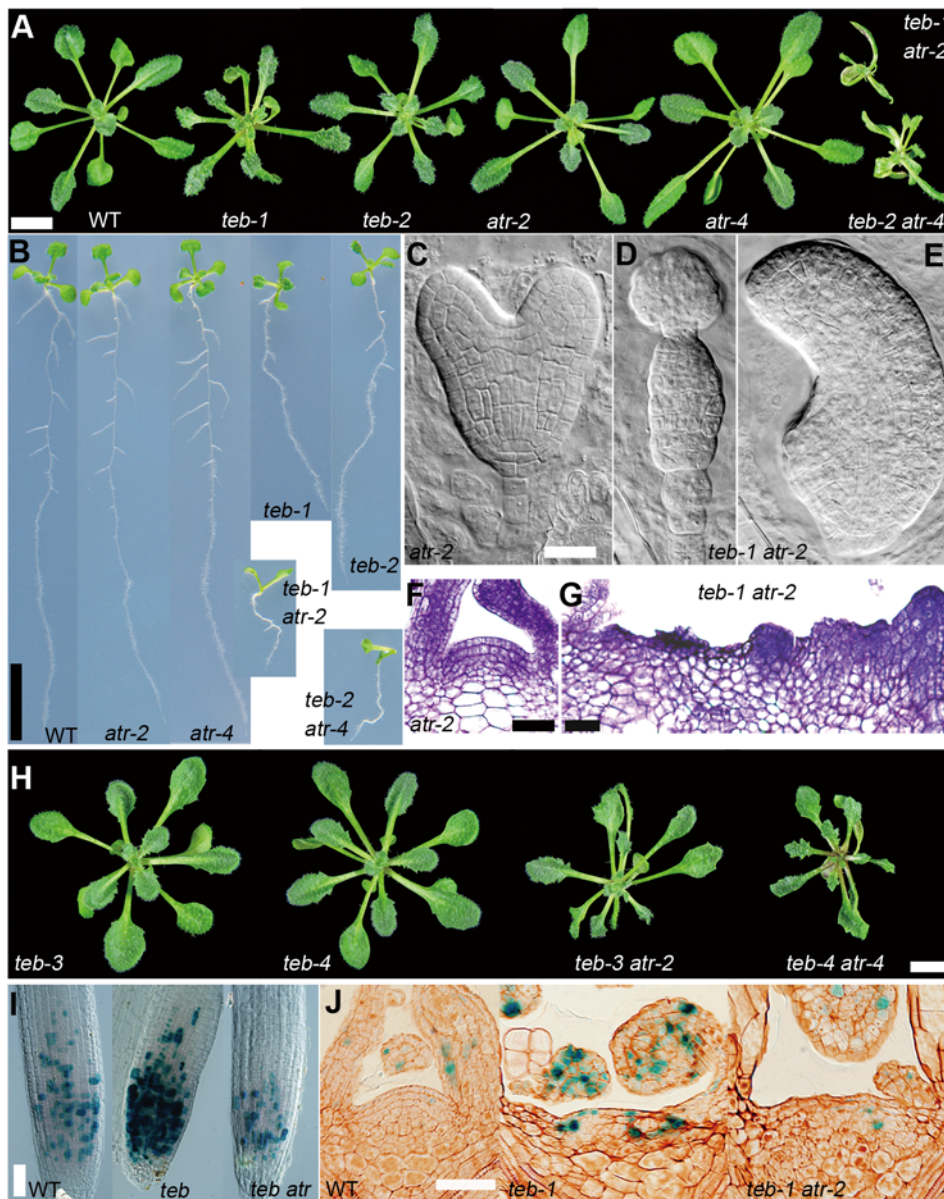 A
teb-1
atr-2
WT
teb-1
teb-2
atr-2
atr-4
teb-2 atr-4
B
C
D
E
teb-1
teb-2
teb-1
atr-2
atr-2
teb-1 atr-2
F
G
teb-1 atr-2
teb-2
atr-4
WT
atr-2
atr-4
atr-2
H
teb-3
teb-4
teb-3 atr-2
teb-4 atr-4
I
J
WT
teb
teb atr
WT
teb-1
teb-1 atr-2